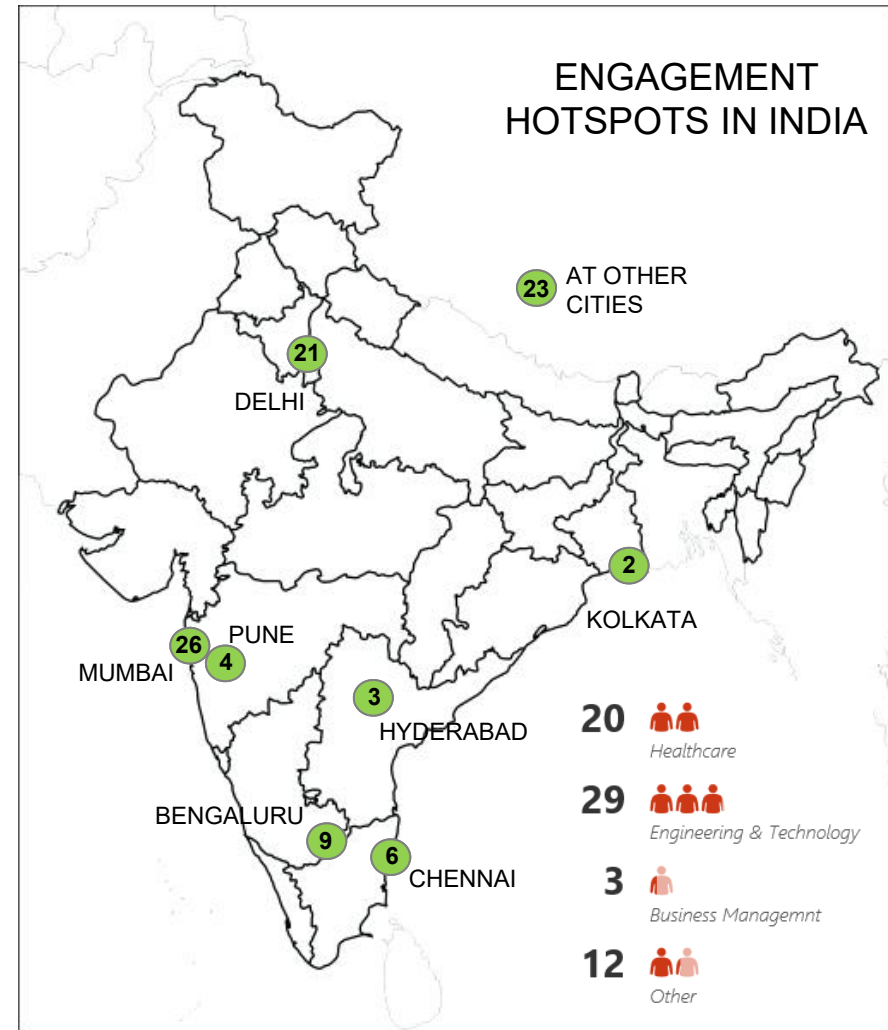 ENGAGEMENT
HOTSPOTS IN INDIA
23
AT OTHER
CITIES
21
DELHI
2
KOLKATA
26
MUMBAI
PUNE
4
3
HYDERABAD
BENGALURU
9
6
CHENNAI
20
Healthcare
29
Engineering & Technology
3
Business Managemnt
12
Other